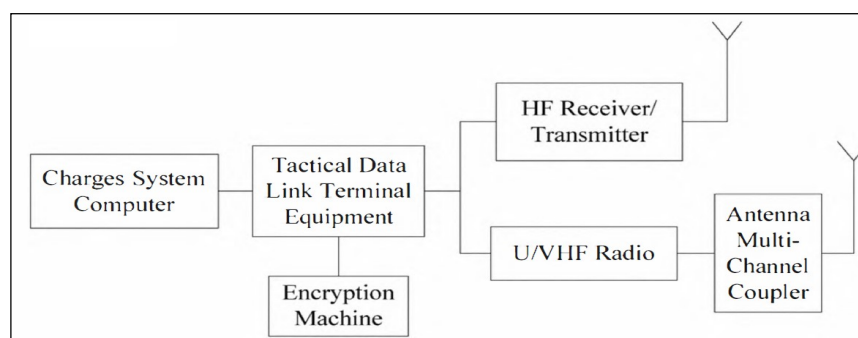 HF Receiver/
Transmitter
Charges System
Computer
Tactical Data
Link Terminal
Equipment
U/VHF Radio
Antenna
Multi-
Channel
Coupler
Encryption
Machine